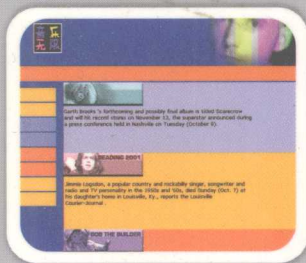 Garth Brooks's forthcoming and possibly final album is titled Scarecrow
and will hit record stores on November 13, the superstar announced during
a press conference held in Nashville on Tuesday (October 9).
READING 2001
Jimmie Logsdon, a popular country and rockabilly singer, songwriter and
radio and TV personality in the 1950s and '60s, died Sunday (Oct. 7) at
his daughter's home in Louisville, Ky., reports the Louisville
Courier-Journal.
BOB THE BUILDER